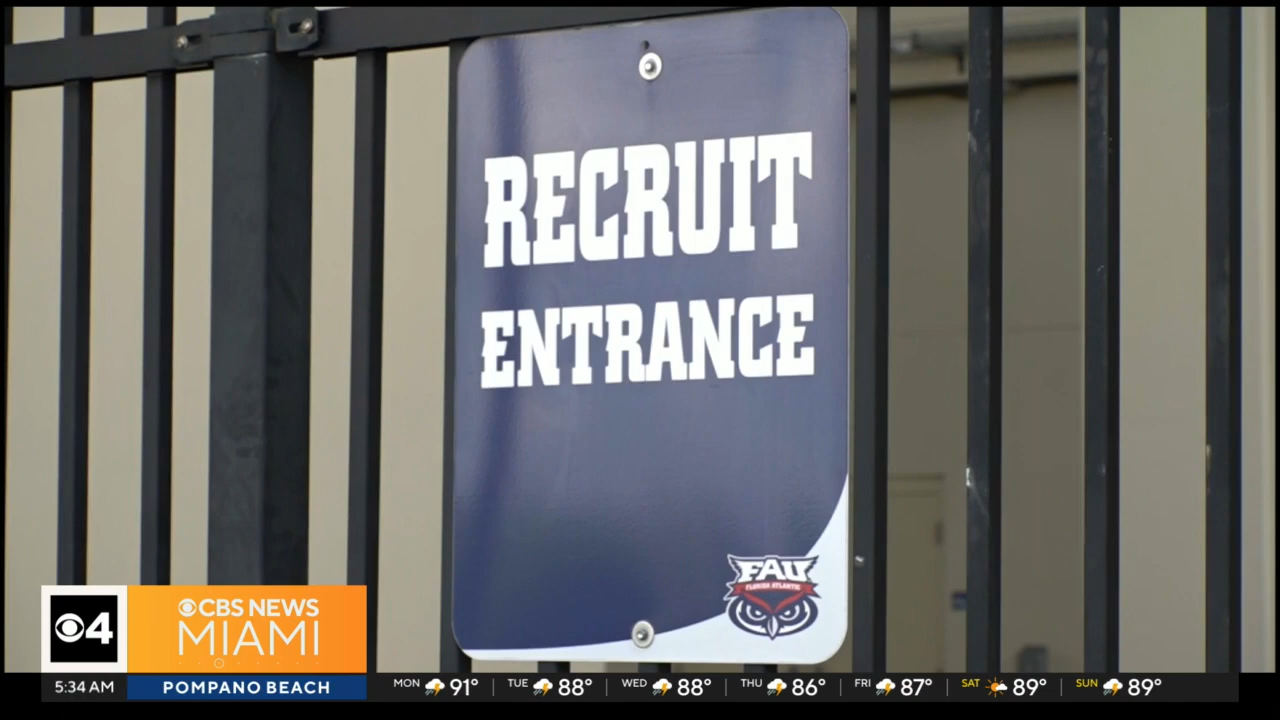 RECRUIT
ENTRANCE
FAU
FLORIDA ATLANTIC
4
CBS NEWS
MIAMI
5:34 AM
POMPANO BEACH
MON 91°
TUE 88°
WED 88°
THU 86°
FRI 87°
SAT 89°
SUN 89°